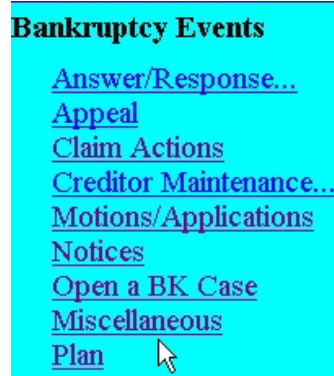 Bankruptcy Events
Answer/Response...
Appeal
Claim Actions
Creditor Maintenance...
Motions/Applications
Notices
Open a BK Case
Miscellaneous
Plan